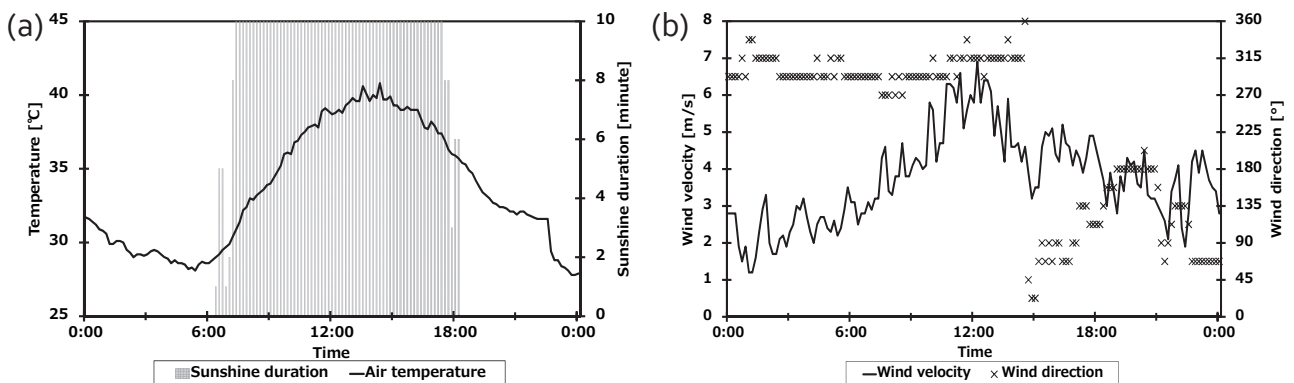 (a)
Temperature [℃]
45
40
35
30
25
10
8
6
4
2
0
Sunshine duration [minute]
0:00 6:00 12:00 18:00 0:00
Time
Sunshine duration Air temperature
(b)
Wind velocity [m/s]
8
7
6
5
4
3
2
1
0
360
315
270
225
180
135
90
45
0
Wind direction [°]
0:00 6:00 12:00 18:00 0:00
Time
Wind velocity Wind direction